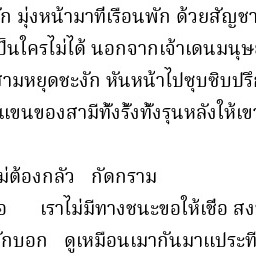 ัก มุ่งหน้ามาที่เรือนพัก ด้วยสัญชา
ป็นใครไม่ได้ นอกจากเจ้าเดนมนุษ
สามหยุดชะงัก หันหน้าไปซุบซิบปรึ
แขนของสามีทั้งรั้งทั้งรุนหลังให้เขา
ม่ต้องกลัว กัดกราม
อ เราไม่มีทางชนะขอให้เชื่อ สง
ักบอก ดูเหมือนเมากันมาแประที